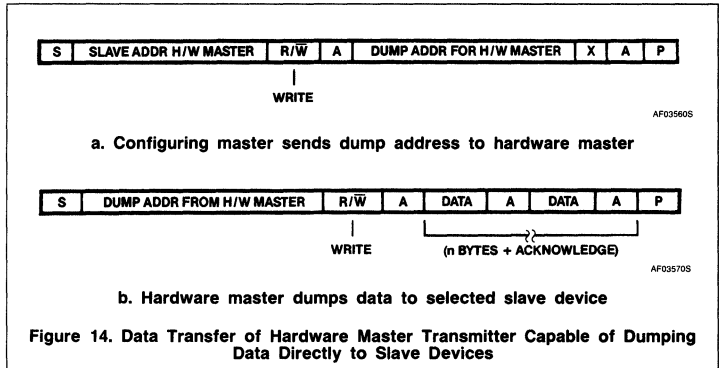 S SLAVE ADDR H/W MASTER R/W̅ A DUMP ADDR FOR H/W MASTER X A P
WRITE
AF03560S
a. Configuring master sends dump address to hardware master
S DUMP ADDR FROM H/W MASTER R/W̅ A DATA A DATA A P
WRITE
(n BYTES + ACKNOWLEDGE)
AF03570S
b. Hardware master dumps data to selected slave device
Figure 14. Data Transfer of Hardware Master Transmitter Capable of Dumping
Data Directly to Slave Devices